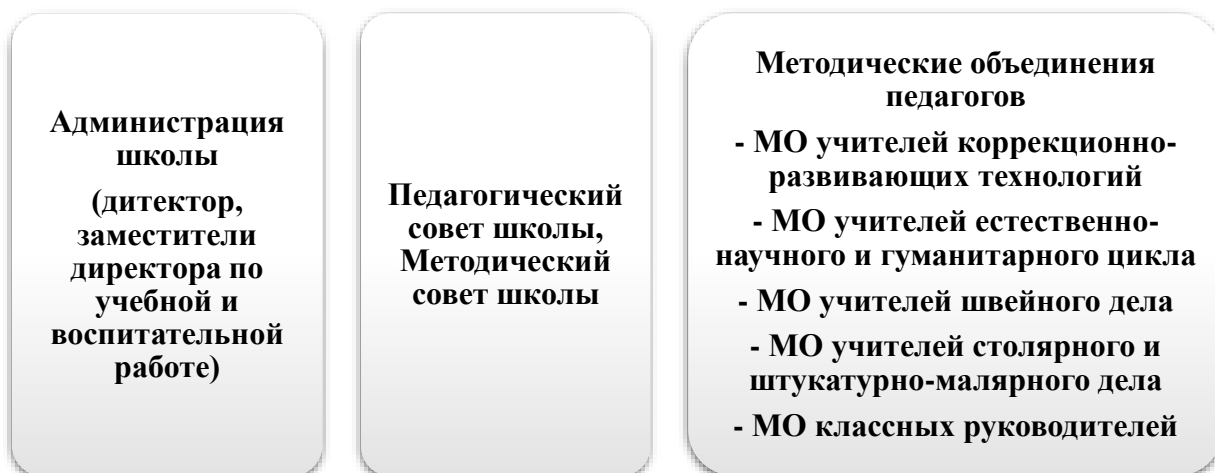 Администрация
школы
(дитектор,
заместители
директора по
учебной и
воспитательной
работе)
Педагогический
совет школы,
Методический
совет школы
Методические объединения
педагогов
- МО учителей коррекционно-
развивающих технологий
- МО учителей естественно-
научного и гуманитарного цикла
- МО учителей швейного дела
- МО учителей столярного и
штукатурно-малярного дела
- МО классных руководителей